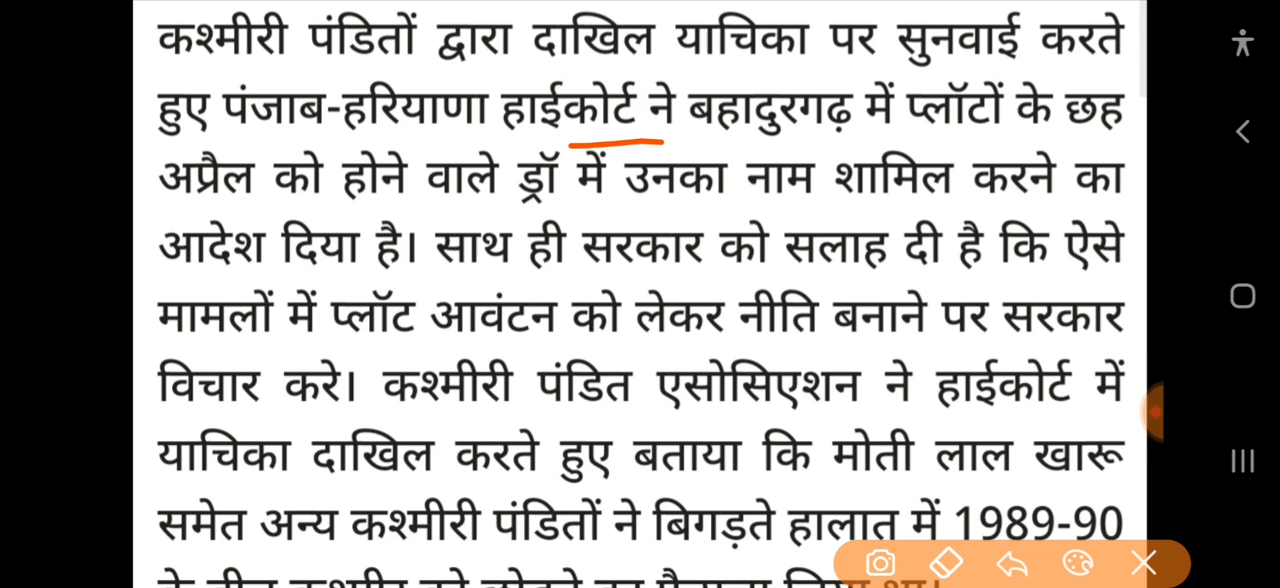 कश्मीरी पंडितों द्वारा दाखिल याचिका पर सुनवाई करते
हुए पंजाब-हरियाणा हाईकोर्ट ने बहादुरगढ़ में प्लॉटों के छह
अप्रैल को होने वाले ड्रॉ में उनका नाम शामिल करने का
आदेश दिया है। साथ ही सरकार को सलाह दी है कि ऐसे
मामलों में प्लॉट आवंटन को लेकर नीति बनाने पर सरकार
विचार करे। कश्मीरी पंडित एसोसिएशन ने हाईकोर्ट में
याचिका दाखिल करते हुए बताया कि मोती लाल खारू
समेत अन्य कश्मीरी पंडितों ने बिगड़ते हालात में 1989-90